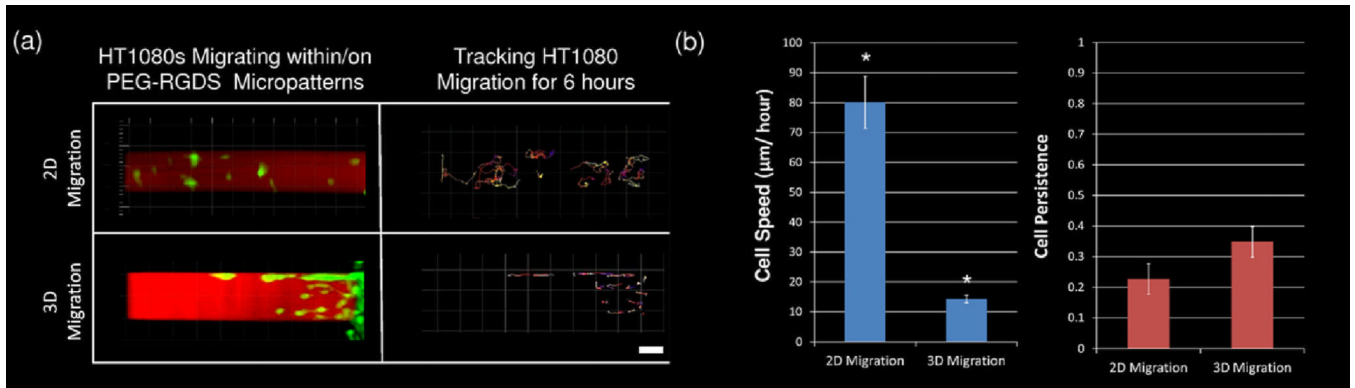 (a)
HT1080s Migrating within/on
PEG-RGDS Micropatterns
Tracking HT1080
Migration for 6 hours
2D
Migration
3D
Migration
(b)
Cell Speed (μm/ hour)
100
90
80
70
60
50
40
30
20
10
0
*
*
2D Migration
3D Migration
Cell Persistence
1
0.9
0.8
0.7
0.6
0.5
0.4
0.3
0.2
0.1
0
2D Migration
3D Migration